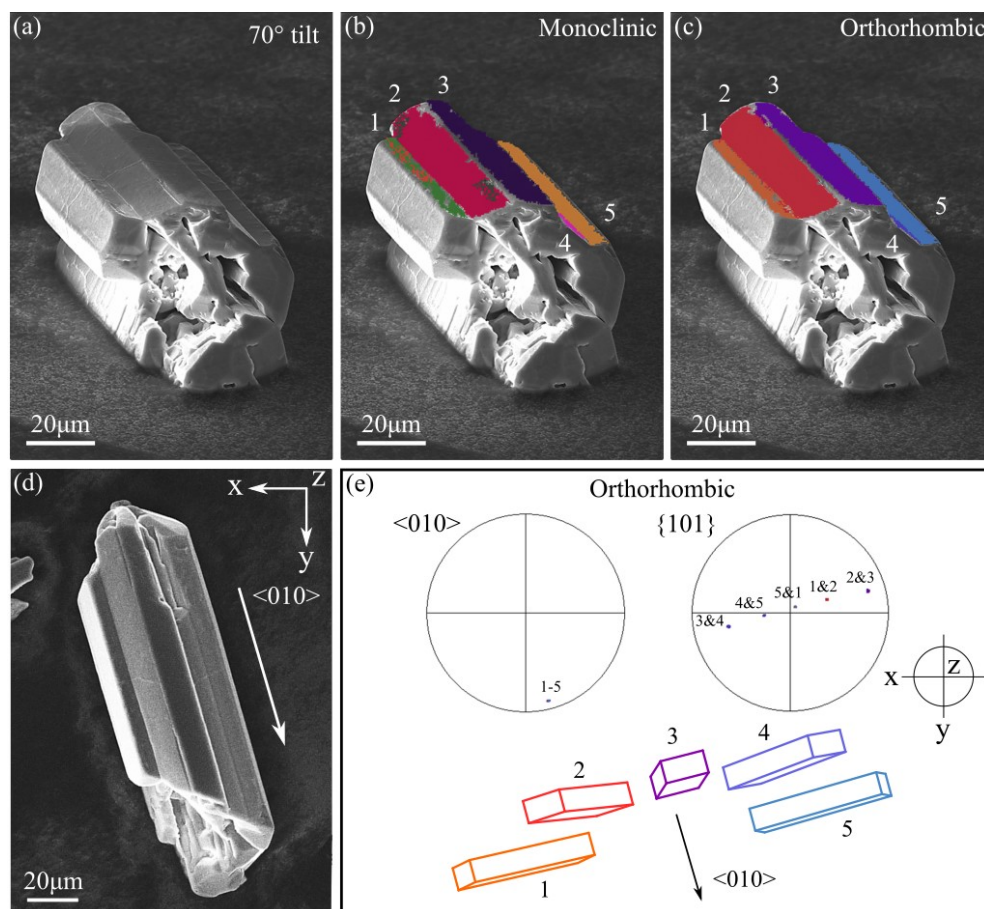 (a)
70° tilt
20μm
(b)
Monoclinic
1
2
3
4
5
20μm
(c)
Orthorhombic
1
2
3
4
5
20μm
(d)
x
z
y
<010>
20μm
(e)
Orthorhombic
<010>
1-5
{101}
3&4
4&5
5&1
1&2
2&3
x
z
y
1
2
3
4
5
<010>